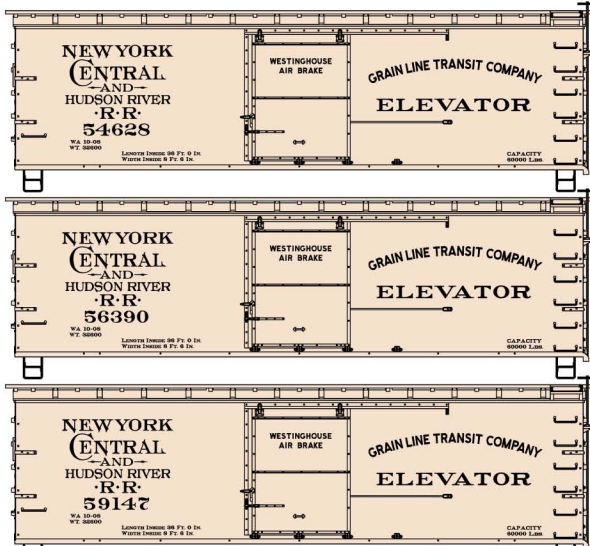 NEW YORK
CENTRAL
AND
HUDSON RIVER
·R·R·
54628
WA 10-08
WT. 32600
LENGTH INSIDE 36 FT. 0 IN.
WIDTH INSIDE 8 FT. 6 IN.
WESTINGHOUSE
AIR BRAKE
GRAIN LINE TRANSIT COMPANY
ELEVATOR
CAPACITY
60000 LBS.
NEW YORK
CENTRAL
AND
HUDSON RIVER
·R·R·
56390
WA 10-08
WT. 32600
LENGTH INSIDE 36 FT. 0 IN.
WIDTH INSIDE 8 FT. 6 IN.
WESTINGHOUSE
AIR BRAKE
GRAIN LINE TRANSIT COMPANY
ELEVATOR
CAPACITY
60000 LBS.
NEW YORK
CENTRAL
AND
HUDSON RIVER
·R·R·
59147
WA 10-08
WT. 32600
LENGTH INSIDE 36 FT. 0 IN.
WIDTH INSIDE 8 FT. 6 IN.
WESTINGHOUSE
AIR BRAKE
GRAIN LINE TRANSIT COMPANY
ELEVATOR
CAPACITY
60000 LBS.